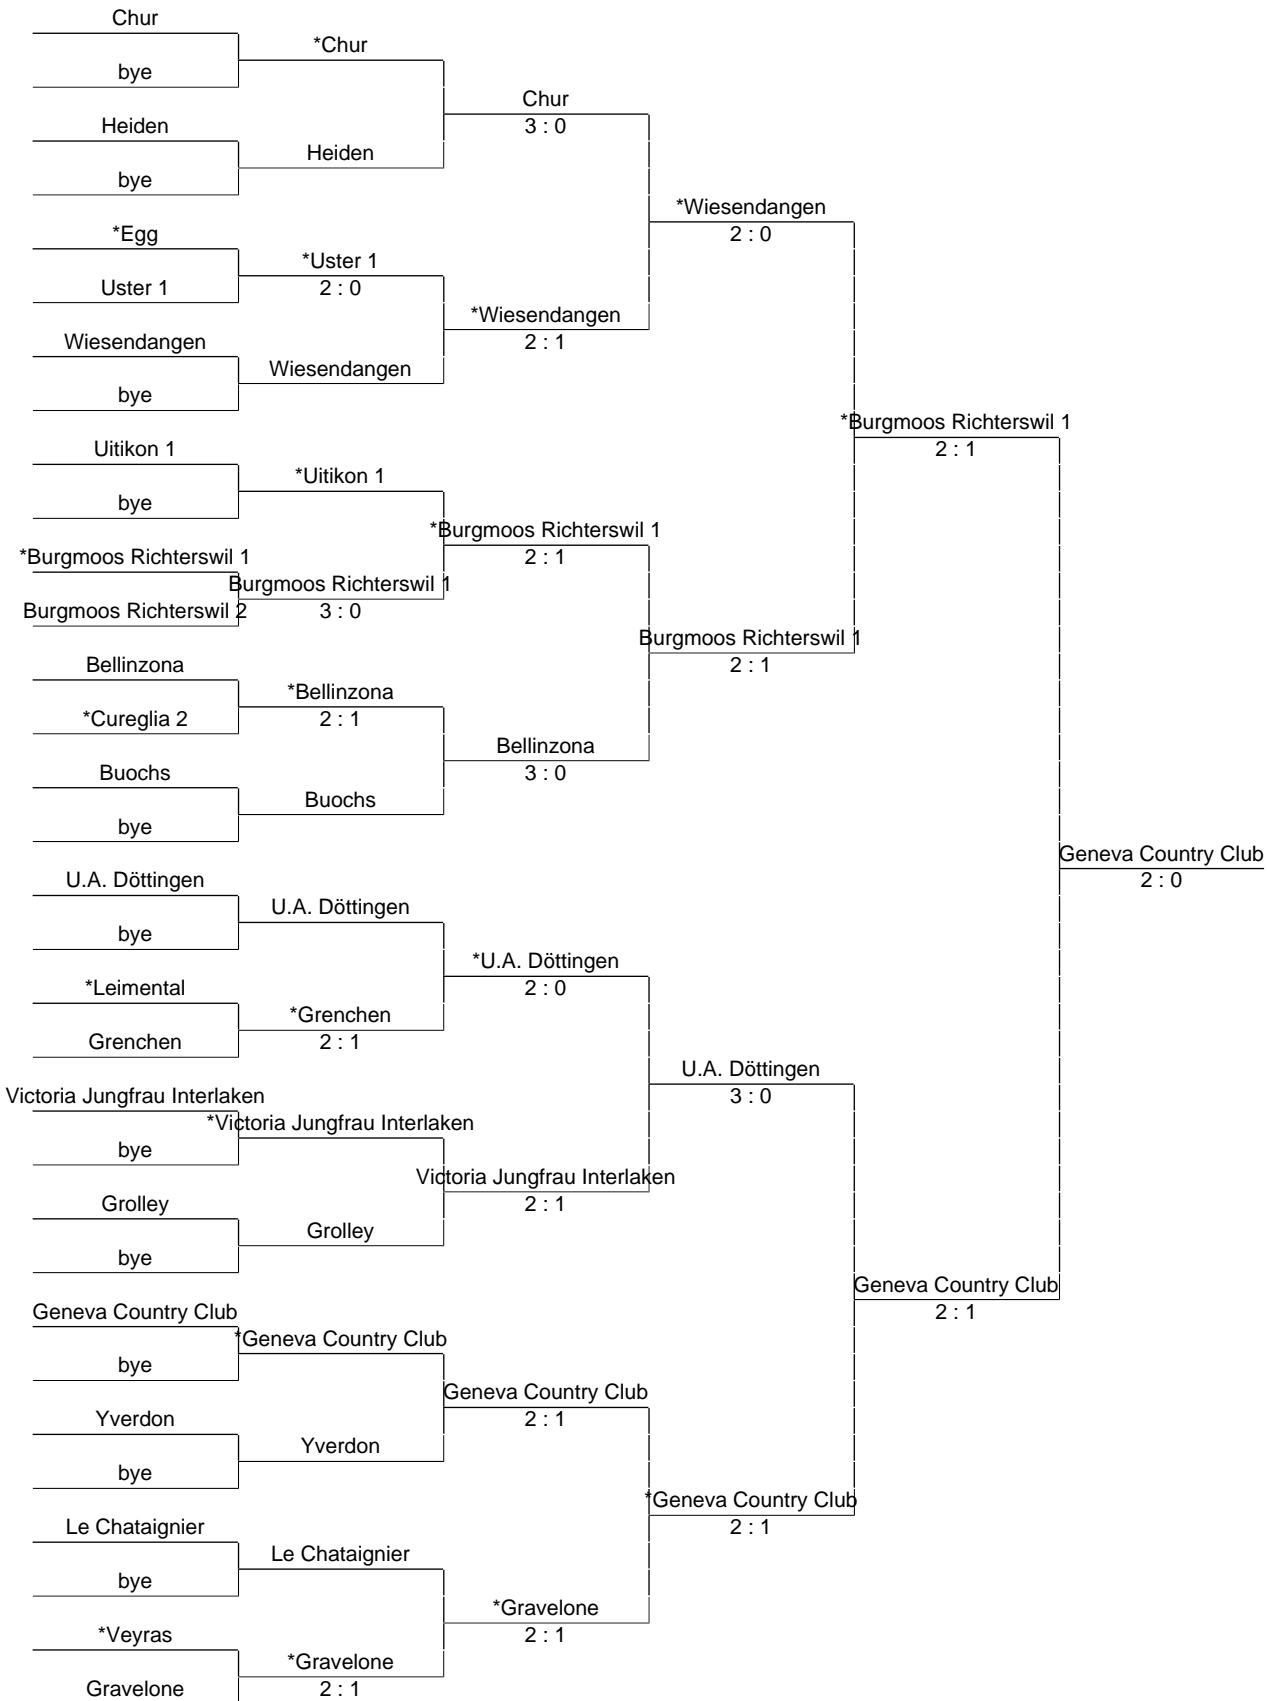 Chur
*Chur
bye
Chur
Heiden
3 : 0
Heiden
bye
*Wiesendangen
*Egg
2 : 0
*Uster 1
Uster 1
2 : 0
*Wiesendangen
Wiesendangen
2 : 1
Wiesendangen
bye
*Burgmoos Richterswil 1
Uitikon 1
2 : 1
*Uitikon 1
bye
*Burgmoos Richterswil 1
*Burgmoos Richterswil 1
2 : 1
Burgmoos Richterswil 1
Burgmoos Richterswil 2
3 : 0
Burgmoos Richterswil 1
Bellinzona
2 : 1
*Bellinzona
*Cureglia 2
2 : 1
Bellinzona
Buochs
3 : 0
Buochs
bye
Geneva Country Club
U.A. Döttingen
2 : 0
U.A. Döttingen
bye
*U.A. Döttingen
*Leimental
2 : 0
*Grenchen
Grenchen
2 : 1
U.A. Döttingen
Victoria Jungfrau Interlaken
3 : 0
*Victoria Jungfrau Interlaken
bye
Victoria Jungfrau Interlaken
Grolley
2 : 1
Grolley
bye
Geneva Country Club
Geneva Country Club
2 : 1
*Geneva Country Club
bye
Geneva Country Club
Yverdon
2 : 1
Yverdon
bye
*Geneva Country Club
Le Chataignier
2 : 1
Le Chataignier
bye
*Gravelone
*Veyras
2 : 1
*Gravelone
Gravelone
2 : 1